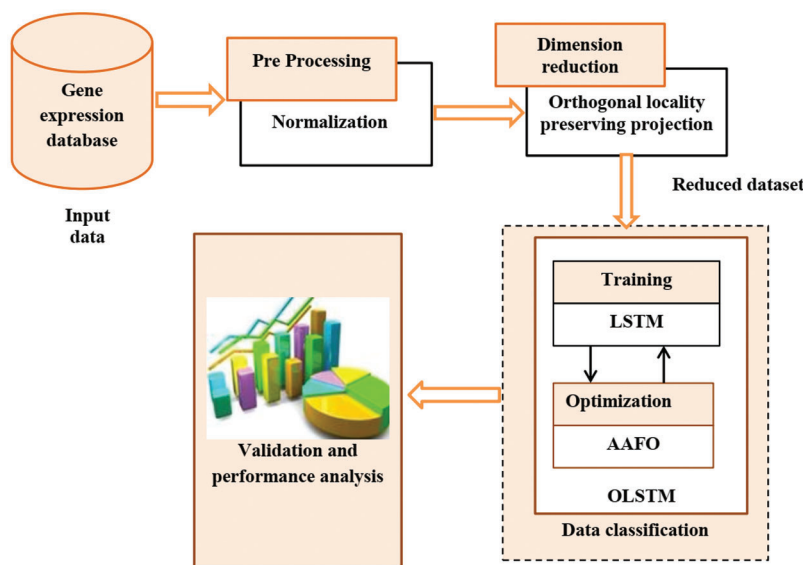 Gene
expression
database
Input
data
Pre Processing
Normalization
Dimension
reduction
Orthogonal locality
preserving projection
Reduced dataset
Training
LSTM
Optimization
AAFO
OLSTM
Data classification
Validation and
performance analysis